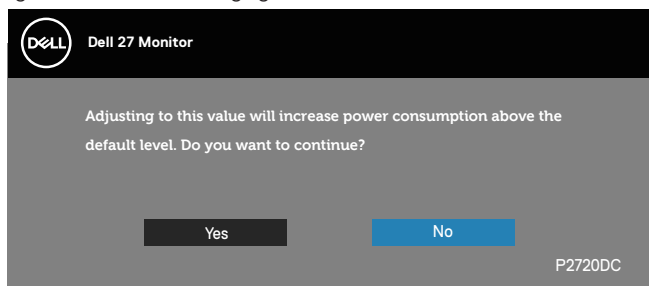 DELL
Dell 27 Monitor
Adjusting to this value will increase power consumption above the
default level. Do you want to continue?
Yes
No
P2720DC